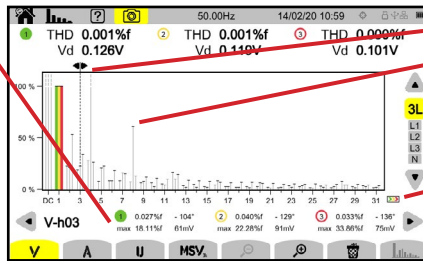 50.00Hz 14/02/20 10:59
1 THD 0.001%f 2 THD 0.001%f 3 THD 0.000%f
Vd 0.126V Vd 0.119V Vd 0.101V
100 %
50 %
0 %
DC 1 3 5 7 9 11 13 15 17 19 21 23 25 27 29 31
3L
L1
L2
L3
N
V-h03 1 0.027%f - 104° 2 0.040%f - 129° 3 0.033%f - 136°
max 18.11%f 61mV max 22.28%f 91mV max 33.86%f 75mV
V A U MSV